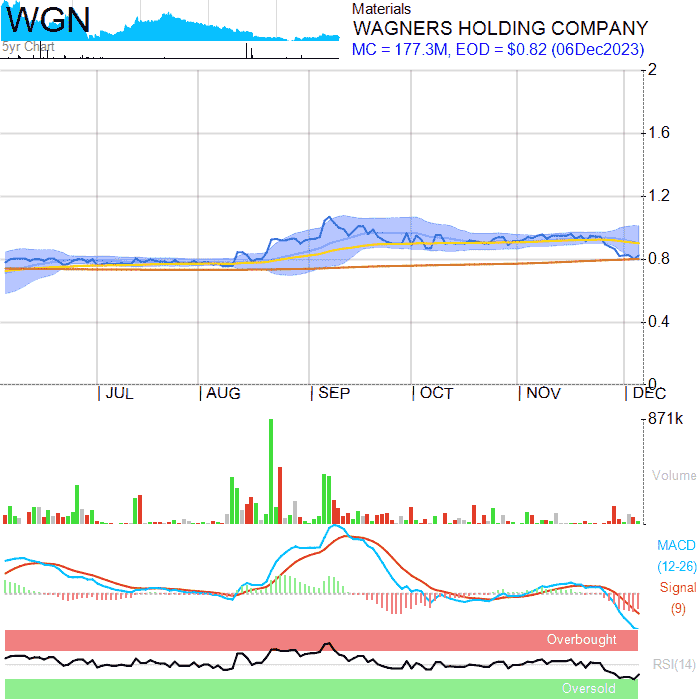 WGN
5yr Chart
Materials
WAGNERS HOLDING COMPANY
MC = 177.3M, EOD = $0.82 (06Dec2023)
2
1.6
1.2
0.8
0.4
0
JUL AUG SEP OCT NOV DEC
871k
Volume
MACD
(12-26)
Signal
(9)
Overbought
RSI(14)
Oversold